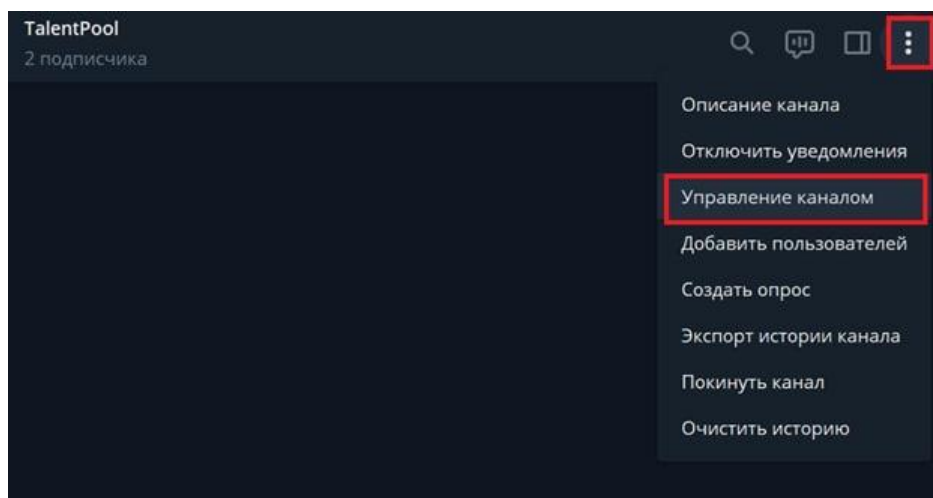 TalentPool
2 подписчика
Описание канала
Отключить уведомления
Управление каналом
Добавить пользователей
Создать опрос
Экспорт истории канала
Покинуть канал
Очистить историю